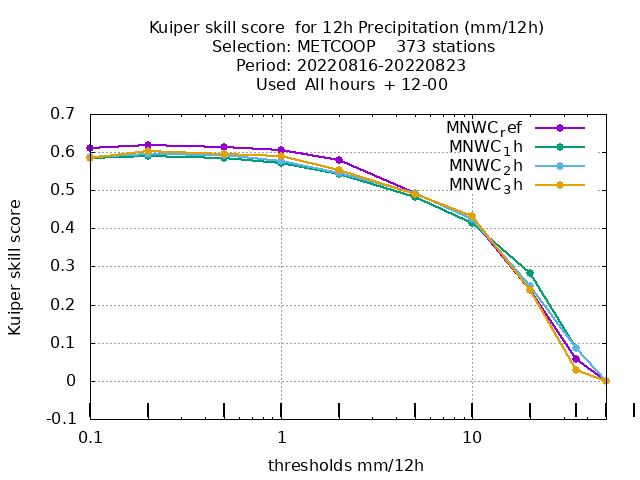 Kuiper skill score  for 12h Precipitation (mm/12h)
Selection: METCOOP    373 stations
Period: 20220816-20220823
Used  All hours  + 12-00
MNWC_ref
MNWC_1h
MNWC_2h
MNWC_3h
0.7
0.6
0.5
0.4
0.3
0.2
0.1
0
-0.1
Kuiper skill score
0.1 1 10
thresholds mm/12h